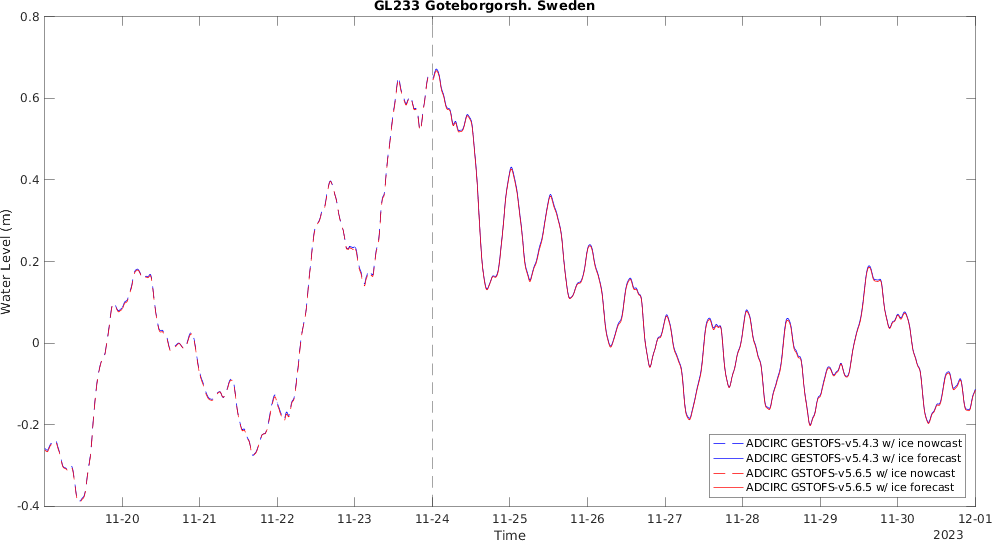 GL233 Goteborgorsh. Sweden
0.8
0.6
0.4
0.2
0
-0.2
-0.4
Water Level (m)
ADCIRC GESTOFS-v5.4.3 w/ ice nowcast
ADCIRC GESTOFS-v5.4.3 w/ ice forecast
ADCIRC GSTOFS-v5.6.5 w/ ice nowcast
ADCIRC GSTOFS-v5.6.5 w/ ice forecast
11-20 11-21 11-22 11-23 11-24 11-25 11-26 11-27 11-28 11-29 11-30 12-01
Time
2023